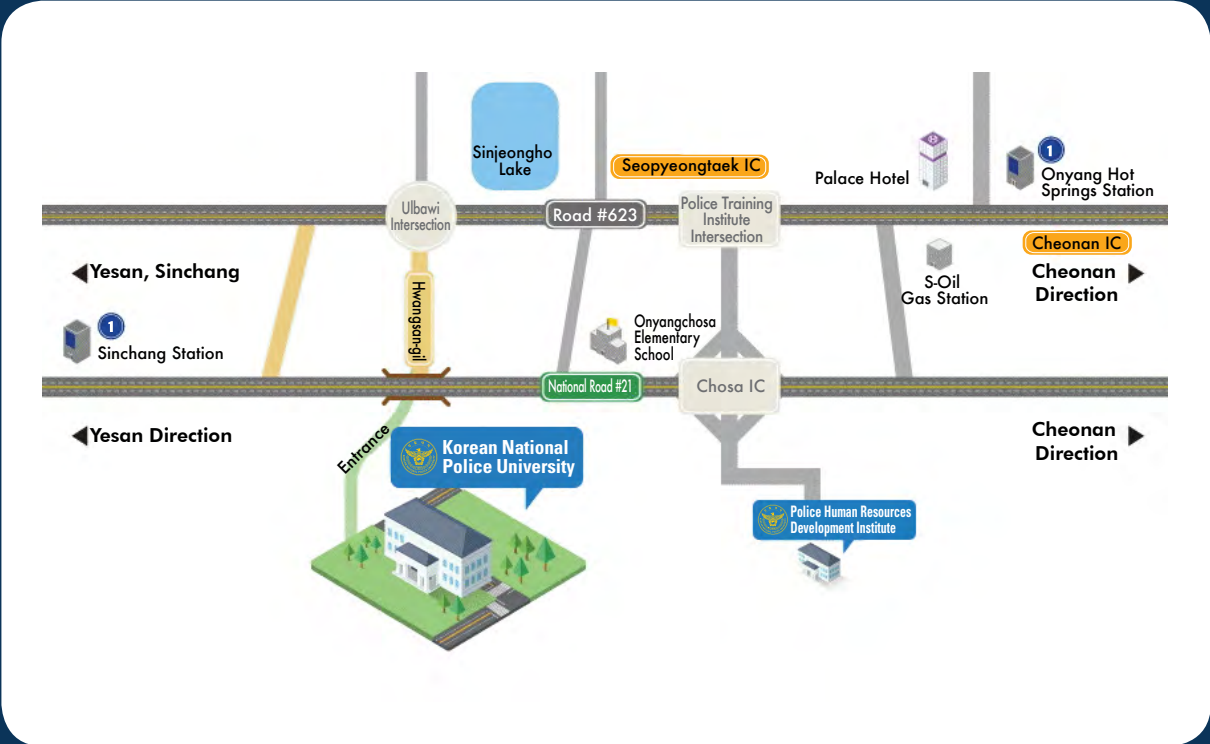 Sinjeongho
Lake
Seopyeongtaek IC
Palace Hotel
H
1
Onyang Hot
Springs Station
Ulbawi
Intersection
Road #623
Police Training
Institute
Intersection
Cheonan IC
Yesan, Sinchang
Hwangsan-gil
S-Oil
Gas Station
Cheonan
Direction
1
Sinchang Station
Onyangchosa
Elementary
School
National Road #21
Chosa IC
Yesan Direction
Entrance
Korean National
Police University
Cheonan
Direction
Police Human Resources
Development Institute